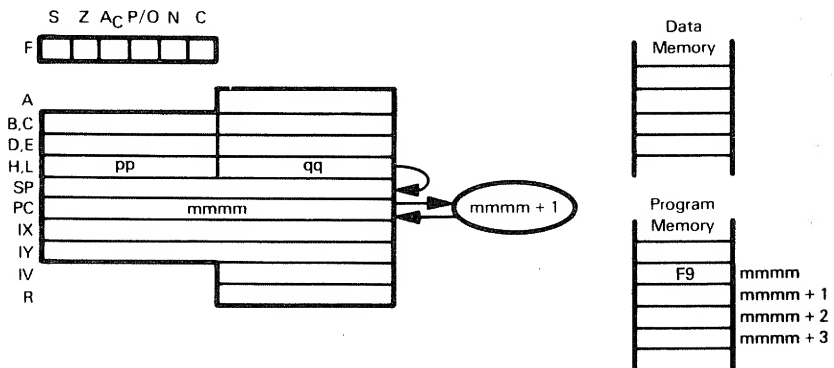 S Z AC P/O N C
F
A
B,C
D,E
H,L pp qq
SP
PC mmmm mmmm + 1
IX
IY
IV
R
Data
Memory
Program
Memory
F9 mmmm
mmmm + 1
mmmm + 2
mmmm + 3